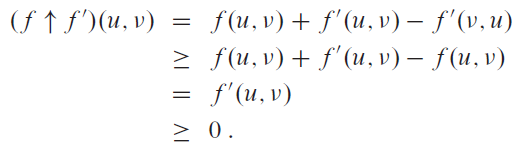 (f ↑ f′)(u, ν) = f(u, ν) + f′(u, ν) − f′(ν, u)
≥ f(u, ν) + f′(u, ν) − f(u, ν)
= f′(u, ν)
≥ 0 .